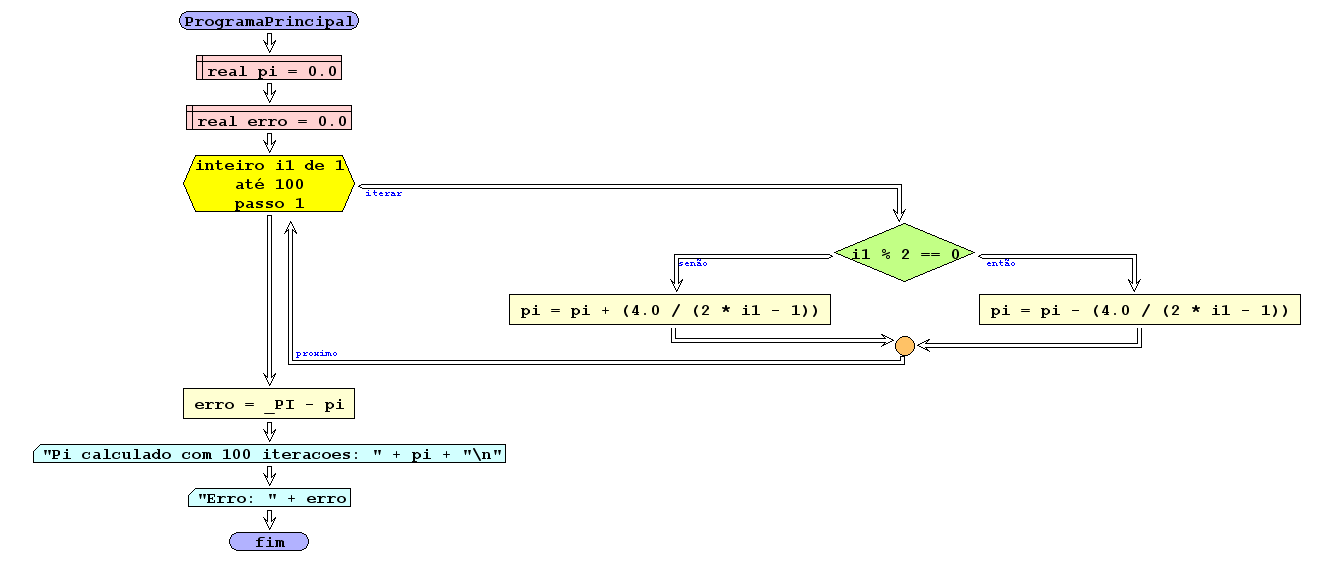 ProgramaPrincipal
real pi = 0.0
real erro = 0.0
inteiro i1 de 1
até 100
passo 1
iterar
i1 % 2 == 0
senão
então
pi = pi + (4.0 / (2 * i1 - 1))
pi = pi - (4.0 / (2 * i1 - 1))
proximo
erro = _PI - pi
"Pi calculado com 100 iteracoes: " + pi + "\n"
"Erro: " + erro
fim